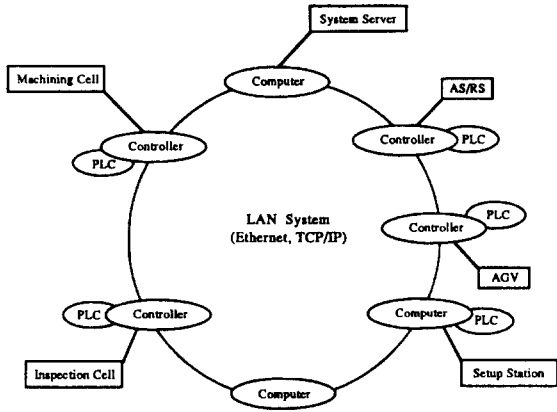 System Server
Computer
Machining Cell
AS/RS
Controller
PLC
Controller
PLC
LAN System
(Ethernet, TCP/IP)
PLC
Controller
AGV
PLC
Controller
Computer
PLC
Inspection Cell
Setup Station
Computer